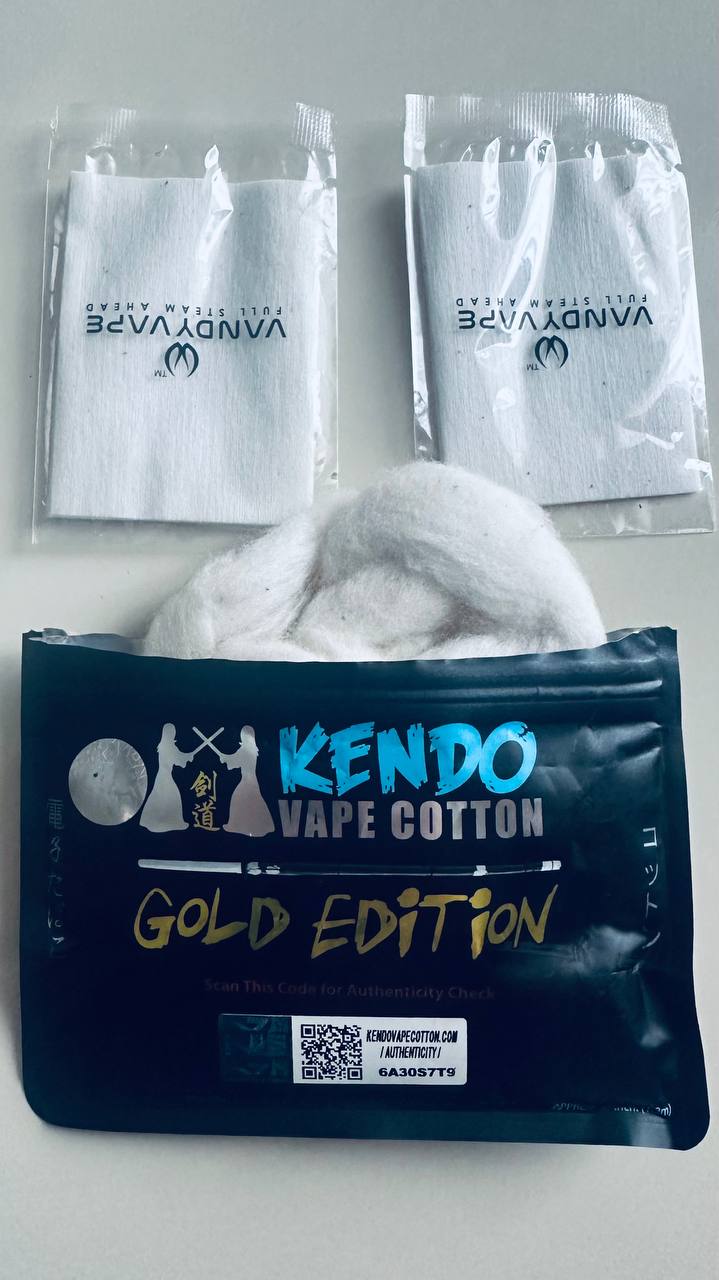 VANDYVAPE
FULL STEAM AHEAD
TM
VANDYVAPE
FULL STEAM AHEAD
TM
KENDO
剣道
VAPE COTTON
GOLD EDITION
Scan This Code for Authenticity Check
KENDOVAPECOTTON.COM
/ AUTHENTICITY /
6A30S7T9